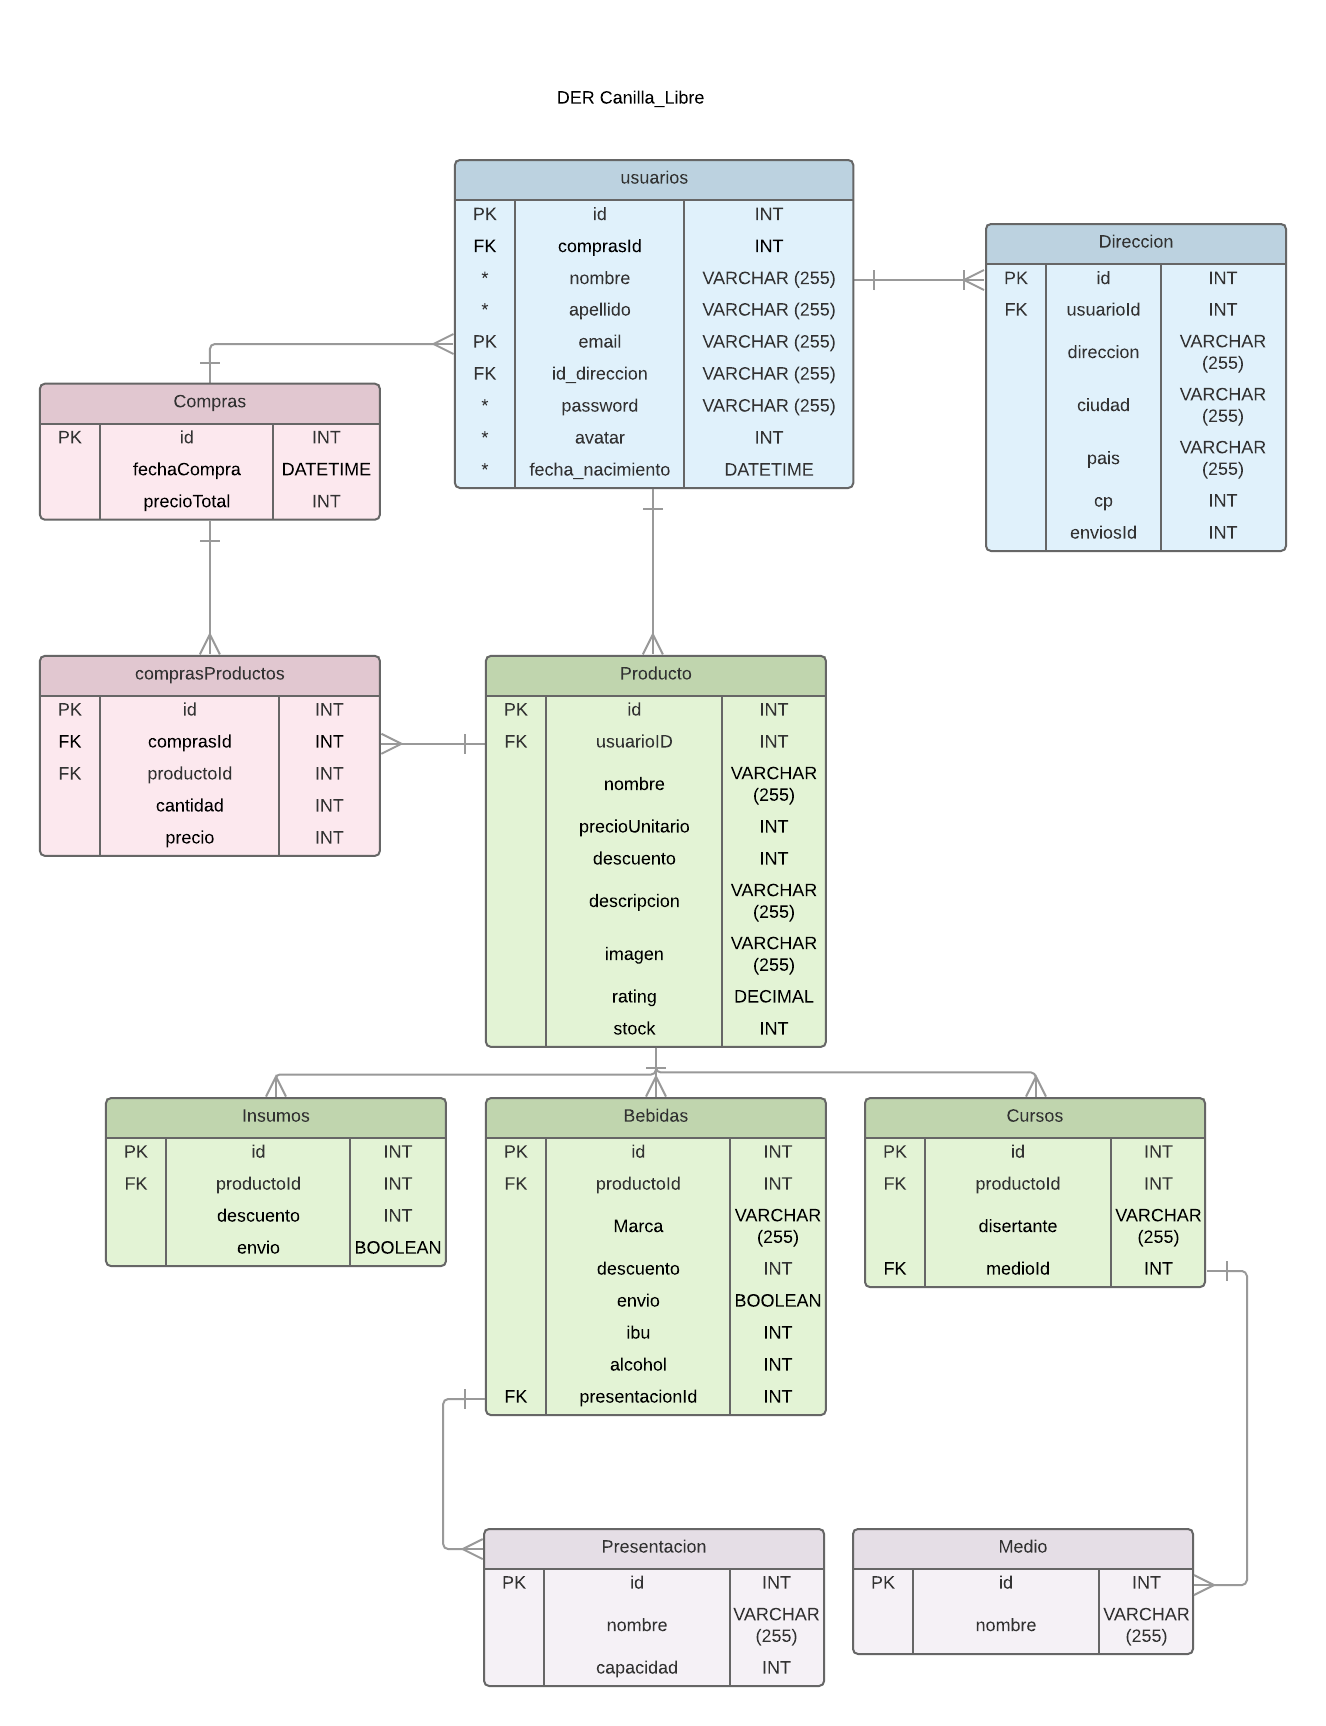 DER Canilla_Libre
usuarios
PK id INT
FK comprasId INT
* nombre VARCHAR (255)
* apellido VARCHAR (255)
PK email VARCHAR (255)
FK id_direccion VARCHAR (255)
* password VARCHAR (255)
* avatar INT
* fecha_nacimiento DATETIME
Direccion
PK id INT
FK usuarioId INT
direccion VARCHAR
(255)
ciudad VARCHAR
(255)
pais VARCHAR
(255)
cp INT
enviosId INT
Compras
PK id INT
fechaCompra DATETIME
precioTotal INT
comprasProductos
PK id INT
FK comprasId INT
FK productoId INT
cantidad INT
precio INT
Producto
PK id INT
FK usuarioID INT
nombre VARCHAR
(255)
precioUnitario INT
descuento INT
descripcion VARCHAR
(255)
imagen VARCHAR
(255)
rating DECIMAL
stock INT
Insumos
PK id INT
FK productoId INT
descuento INT
envio BOOLEAN
Bebidas
PK id INT
FK productoId INT
Marca VARCHAR
(255)
descuento INT
envio BOOLEAN
ibu INT
alcohol INT
FK presentacionId INT
Cursos
PK id INT
FK productoId INT
disertante VARCHAR
(255)
FK medioId INT
Presentacion
PK id INT
nombre VARCHAR
(255)
capacidad INT
Medio
PK id INT
nombre VARCHAR
(255)